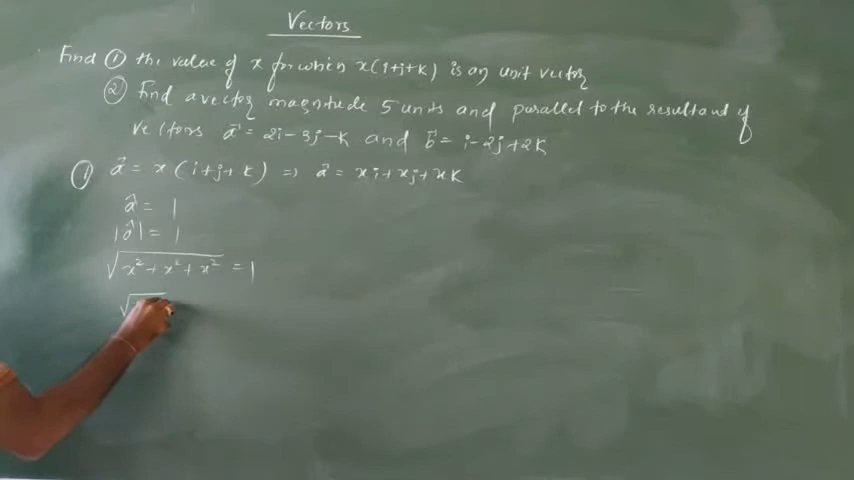 Vectors
Find ① the value of x for which x(i+j+k) is an unit vector
② Find a vector magnitude 5 units and parallel to the resultant of
vectors a⃗ = 2i-3j-k and b⃗ = i-2j+2k
① a⃗ = x(i+j+k) ⇒ a⃗ = xi+xj+xk
â = 1
|â| = 1
√x²+x²+x² = 1
√